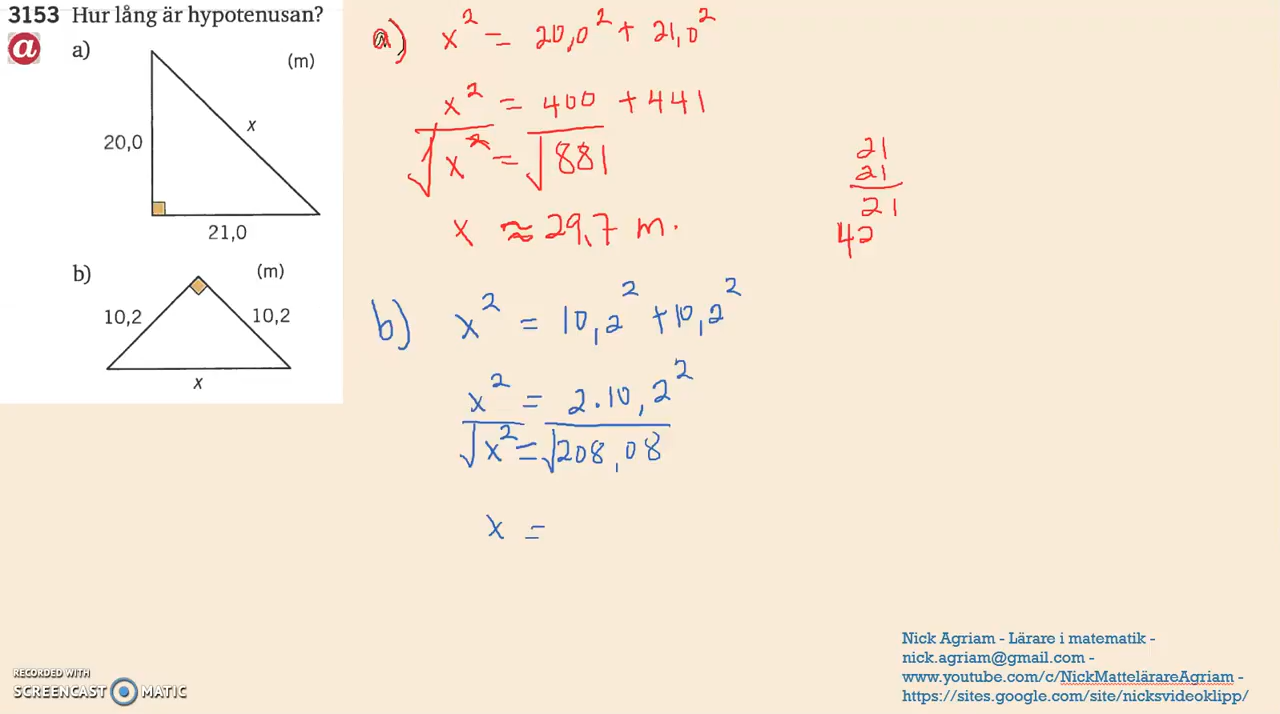 3153 Hur lång är hypotenusan?
a
a)
(m)
20,0
x
21,0
b)
(m)
10,2
10,2
x
a) x² = 20,0² + 21,0²
x² = 400 + 441
√x² = √881
x ≈ 29,7 m.
21
21
21
42
b) x² = 10,2² + 10,2²
x² = 2·10,2²
√x² = √208,08
x =
Nick Agriam - Lärare i matematik -
nick.agriam@gmail.com -
www.youtube.com/c/NickMattelärareAgriam -
https://sites.google.com/site/nicksvideoklipp/
RECORDED WITH
SCREENCAST MATIC